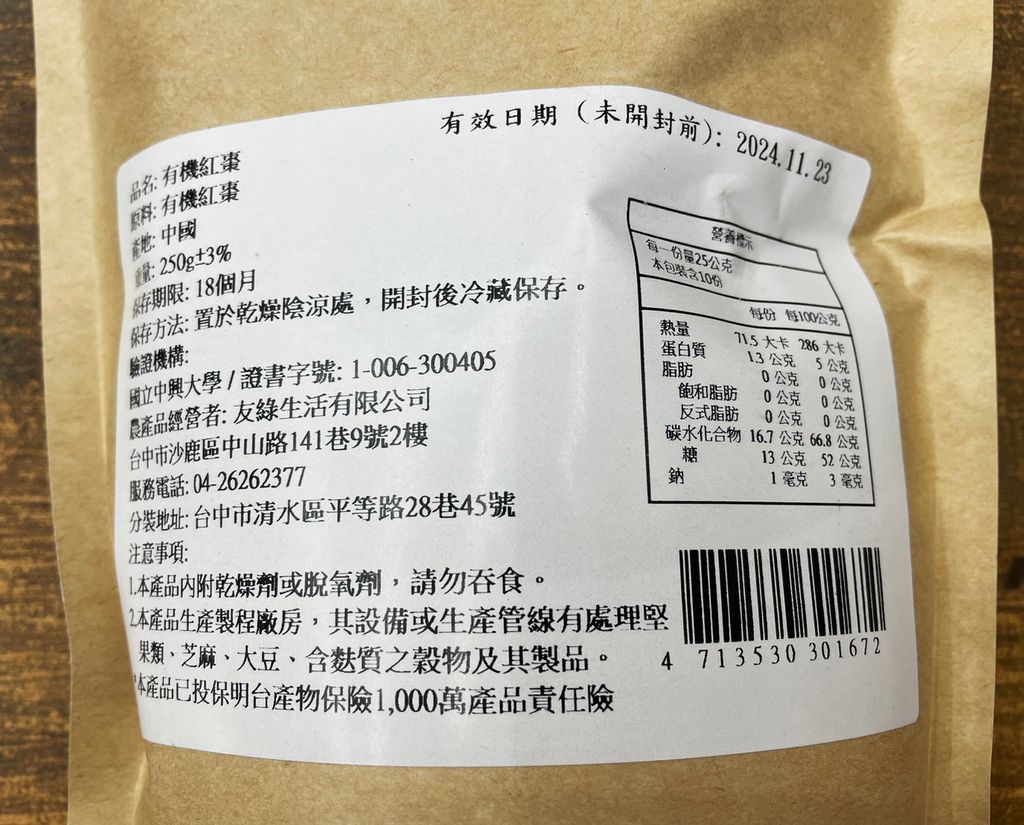 有效日期（未開封前）: 2024.11.23
品名: 有機紅棗
原料: 有機紅棗
產地: 中國
重量: 250g±3%
保存期限: 18個月
保存方法: 置於乾燥陰涼處，開封後冷藏保存。
驗證機構:
國立中興大學 / 證書字號: 1-006-300405
農產品經營者: 友綠生活有限公司
台中市沙鹿區中山路141巷9號2樓
服務電話: 04-26262377
分裝地址: 台中市清水區平等路28巷45號
注意事項:
1.本產品內附乾燥劑或脫氧劑，請勿吞食。
2.本產品生產製程廠房，其設備或生產管線有處理堅
果類、芝麻、大豆、含麩質之穀物及其製品。
*本產品已投保明台產物保險1,000萬產品責任險
營養標示
每一份量25公克
本包裝含10份
每份 每100公克
熱量 71.5 大卡 286 大卡
蛋白質 1.3 公克 5 公克
脂肪 0 公克 0 公克
飽和脂肪 0 公克 0 公克
反式脂肪 0 公克 0 公克
碳水化合物 16.7 公克 66.8 公克
糖 13 公克 52 公克
鈉 1 毫克 3 毫克
4 713530 301672